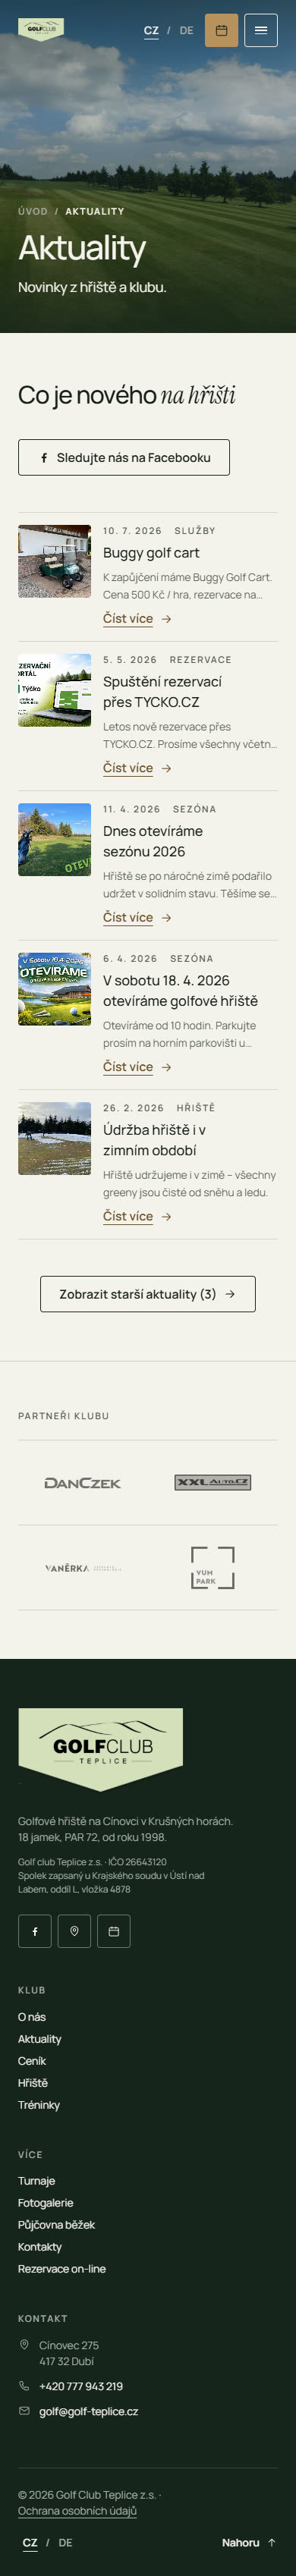 GOLFCLUB
CZ / DE
ÚVOD / AKTUALITY
Aktuality
Novinky z hřiště a klubu.
Co je nového na hřišti
Sledujte nás na Facebooku
10. 7. 2026 SLUŽBY
Buggy golf cart
K zapůjčení máme Buggy Golf Cart.
Cena 500 Kč / hra, rezervace na…
Číst více
5. 5. 2026 REZERVACE
Spuštění rezervací
přes TYCKO.CZ
Letos nově rezervace přes
TYCKO.CZ. Prosíme všechny včetn…
Číst více
11. 4. 2026 SEZÓNA
Dnes otevíráme
sezónu 2026
Hřiště se po náročné zimě podařilo
udržet v solidním stavu. Těšíme se…
Číst více
OTEVÍRÁME
6. 4. 2026 SEZÓNA
V sobotu 18. 4. 2026
otevíráme golfové hřiště
Otevíráme od 10 hodin. Parkujte
prosím na horním parkovišti u…
Číst více
26. 2. 2026 HŘIŠTĚ
Údržba hřiště i v
zimním období
Hřiště udržujeme i v zimě – všechny
greeny jsou čisté od sněhu a ledu.
Číst více
Zobrazit starší aktuality (3)
PARTNEŘI KLUBU
DANCZEK
XXL AUTO.CZ
VANĚRKA
VUM
PARK
GOLFCLUB
TEPLICE
Golfové hřiště na Cínovci v Krušných horách.
18 jamek, PAR 72, od roku 1998.
Golf club Teplice z.s. · IČO 26643120
Spolek zapsaný u Krajského soudu v Ústí nad
Labem, oddíl L, vložka 4878
KLUB
O nás
Aktuality
Ceník
Hřiště
Tréninky
VÍCE
Turnaje
Fotogalerie
Půjčovna běžek
Kontakty
Rezervace on-line
KONTAKT
Cínovec 275
417 32 Dubí
+420 777 943 219
golf@golf-teplice.cz
© 2026 Golf Club Teplice z.s. ·
Ochrana osobních údajů
CZ / DE
Nahoru